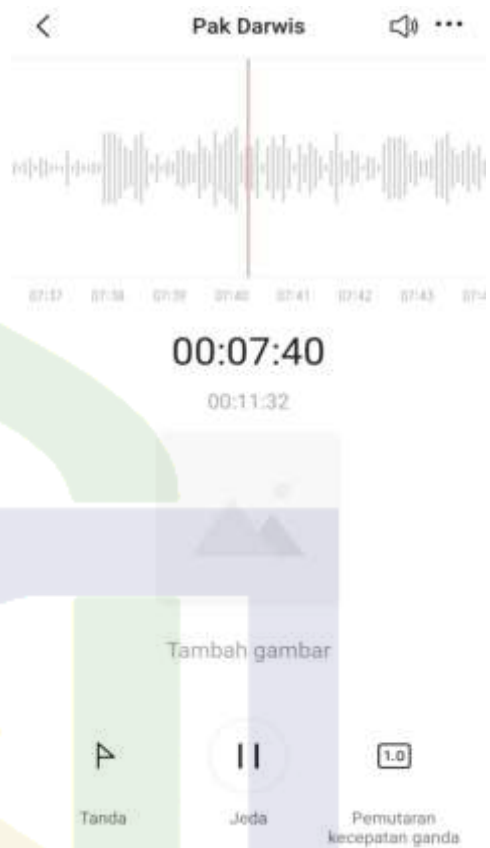 Pak Darwis
07:37 07:38 07:39 07:40 07:41 07:42 07:43
00:07:40
00:11:32
Tambah gambar
1.0
Tanda Jeda Pemutaran
kecepatan ganda